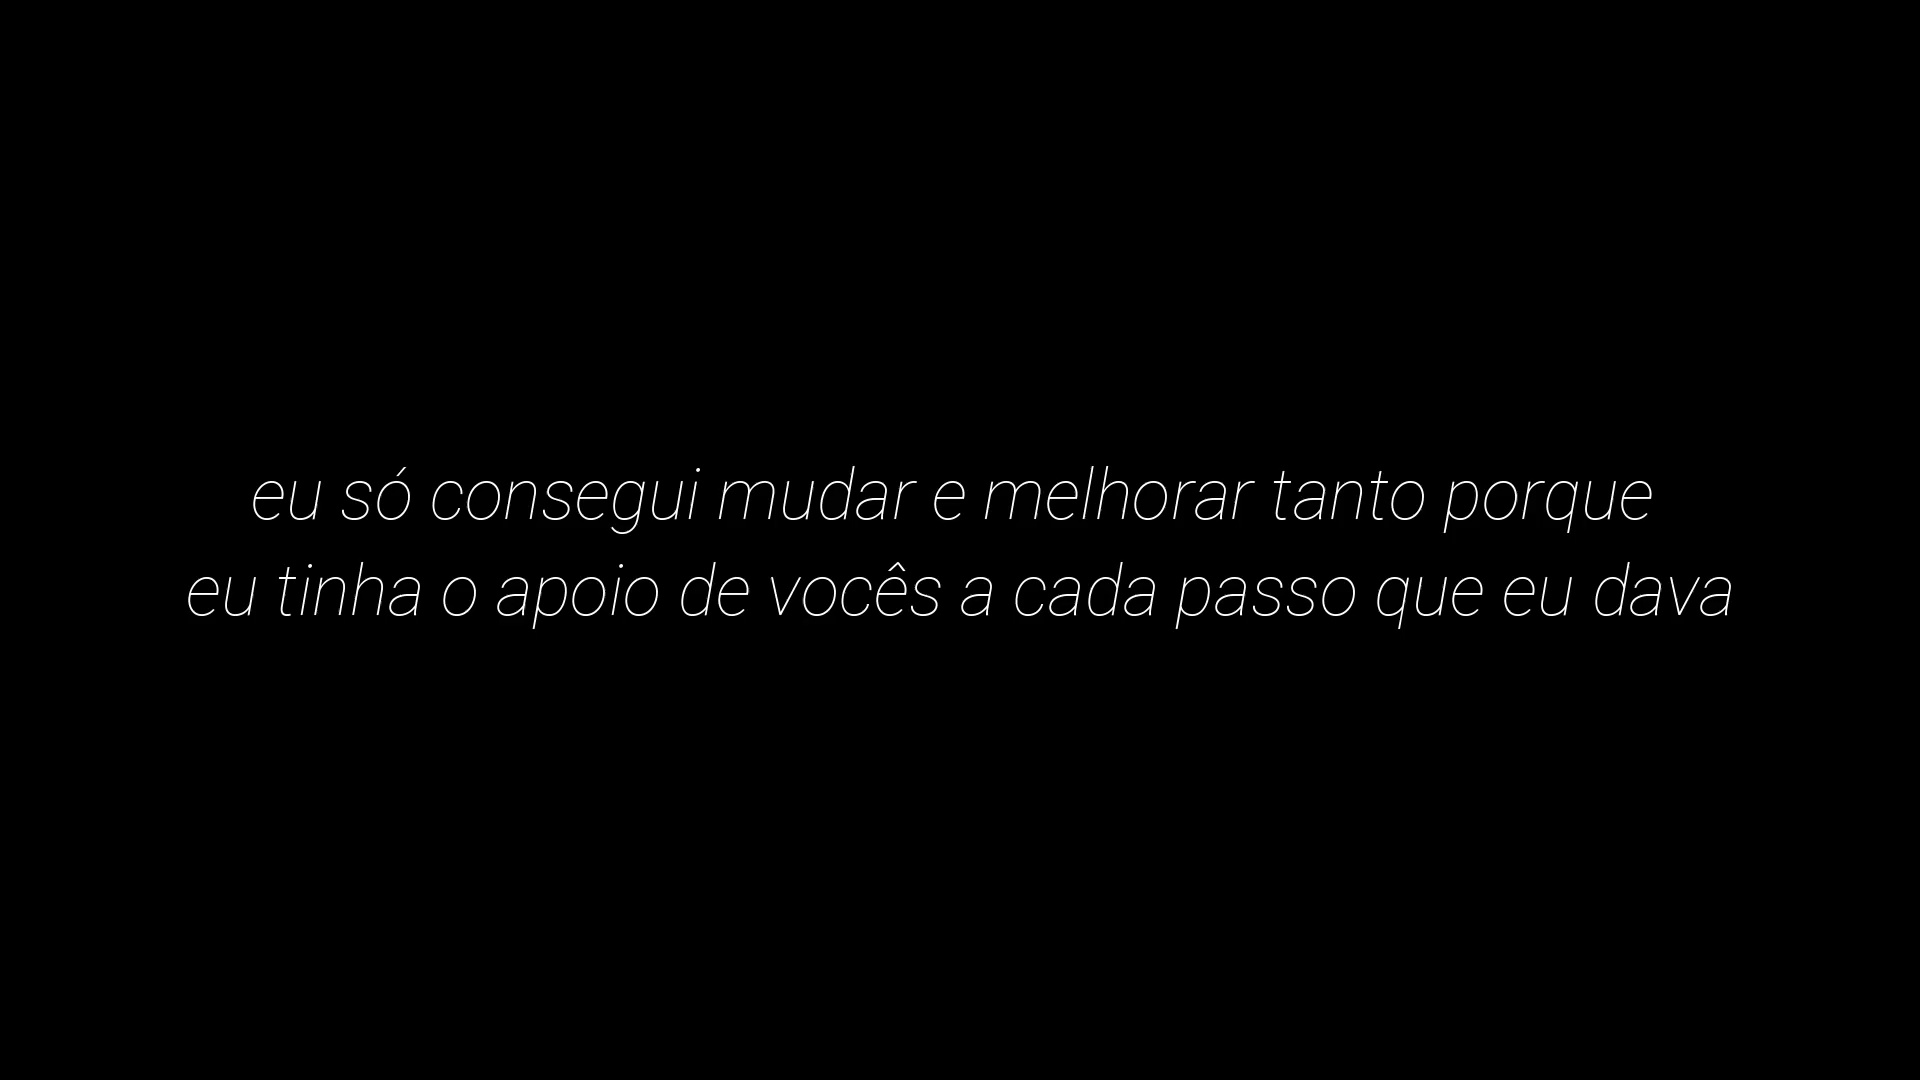 eu só consegui mudar e melhorar tanto porque
eu tinha o apoio de vocês a cada passo que eu dava